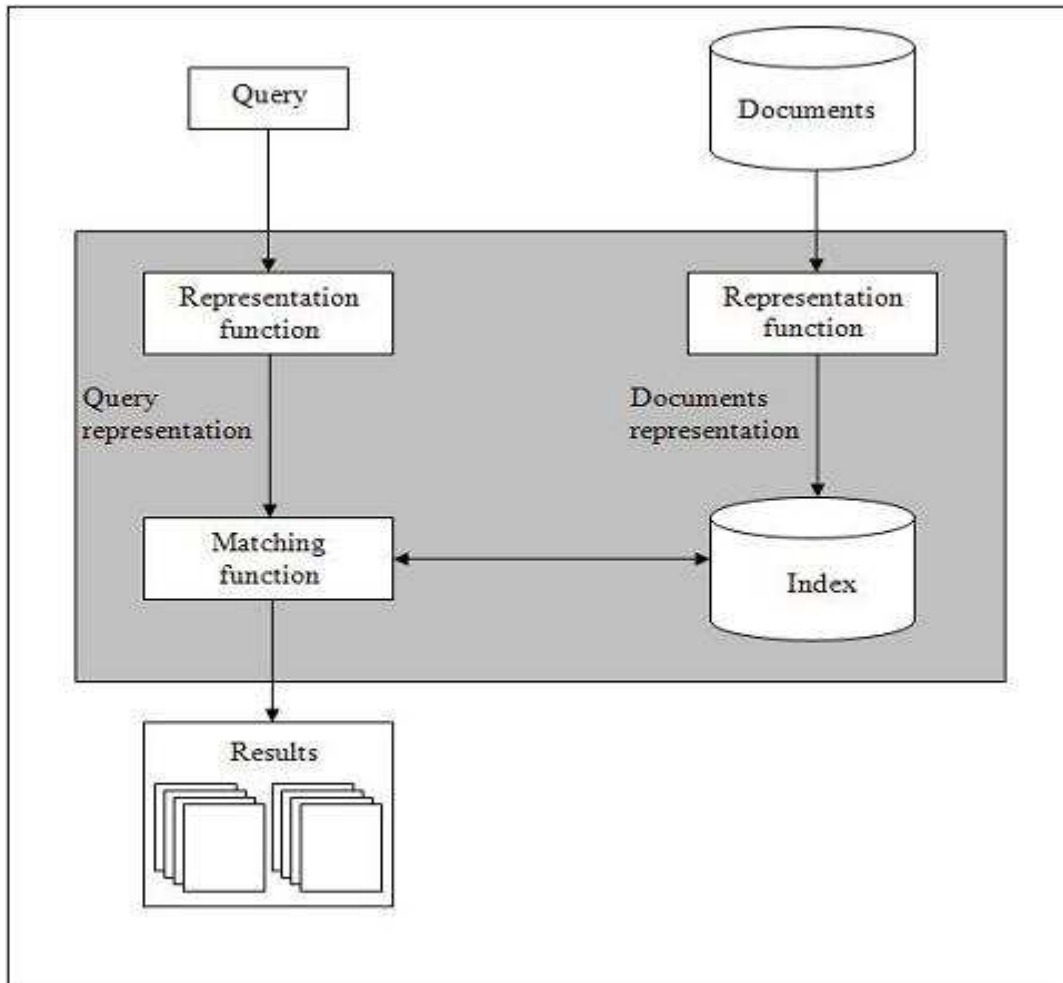 Query
Documents
Representation
function
Representation
function
Query
representation
Documents
representation
Matching
function
Index
Results